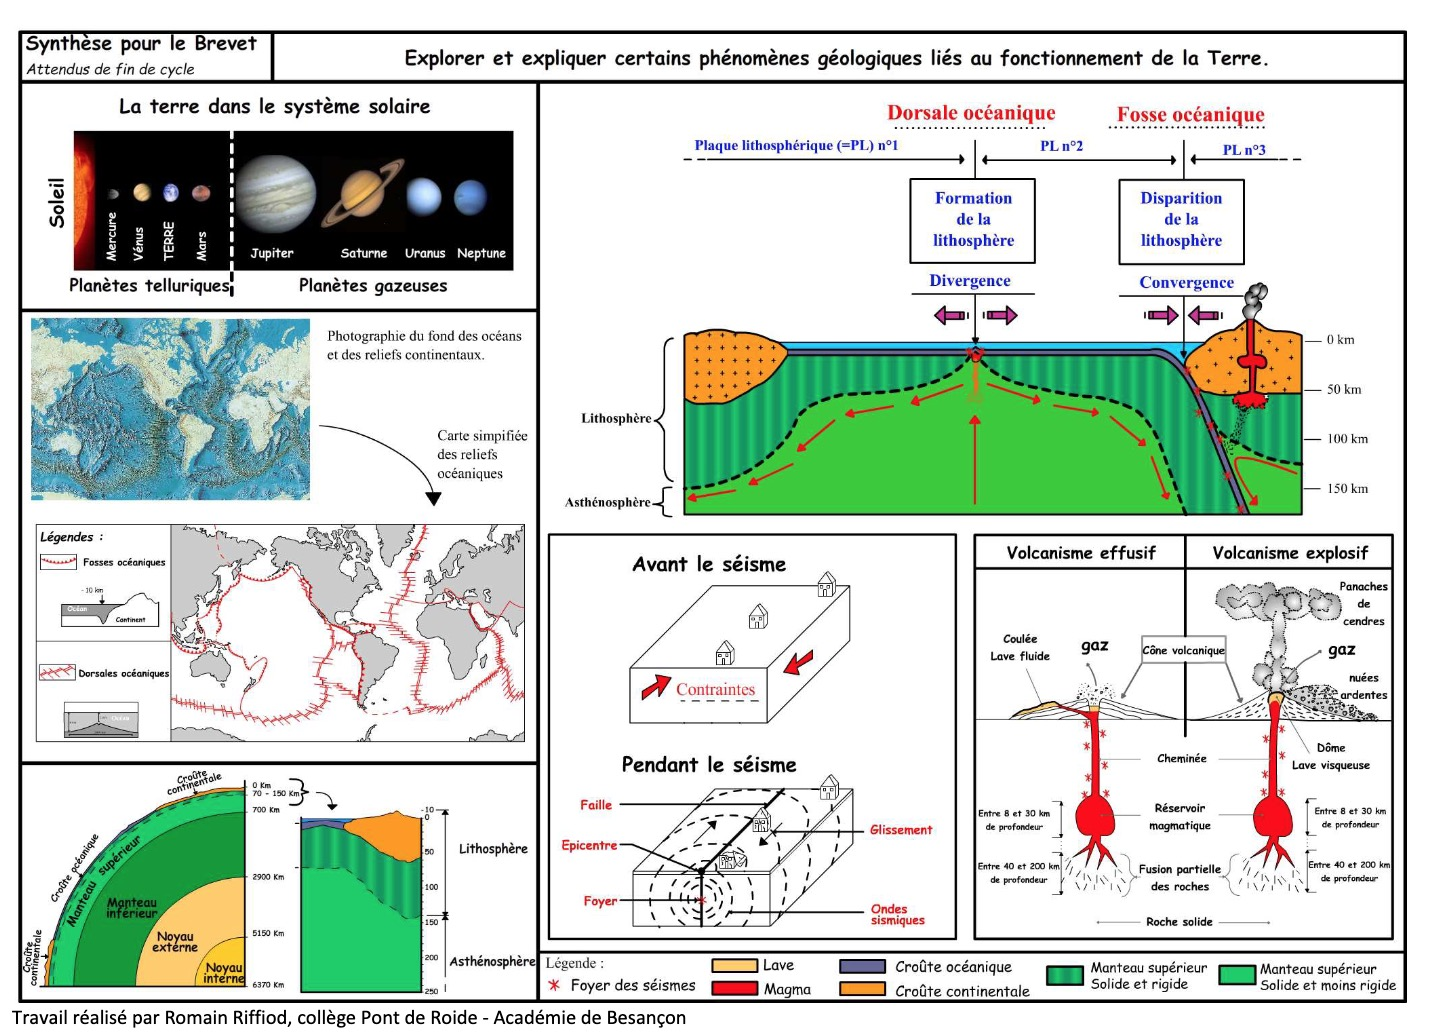 Synthèse pour le Brevet
Attendus de fin de cycle
Explorer et expliquer certains phénomènes géologiques liés au fonctionnement de la Terre.
La terre dans le système solaire
Soleil
Mercure
Vénus
TERRE
Mars
Jupiter
Saturne
Uranus
Neptune
Planètes telluriques
Planètes gazeuses
Photographie du fond des océans
et des reliefs continentaux.
Carte simpifiée
des reliefs
océaniques
Légendes :
Fosses océaniques
- 10 km
Océan
Continent
Dorsales océaniques
Océan
Croûte
continentale
Croûte océanique
Croûte
continentale
Manteau supérieur
Manteau
inférieur
Noyau
externe
Noyau
interne
0 Km
70 - 150 Km
700 Km
2900 Km
5150 Km
6370 Km
-10
0
50
100
150
200
250
Lithosphère
Asthénosphère
Dorsale océanique
Fosse océanique
Plaque lithosphérique (=PL) n°1
PL n°2
PL n°3
Formation
de la
lithosphère
Disparition
de la
lithosphère
Divergence
Convergence
Lithosphère
Asthénosphère
0 km
50 km
100 km
150 km
Avant le séisme
Contraintes
Pendant le séisme
Faille
Epicentre
Foyer
Glissement
Ondes
sismiques
Volcanisme effusif
Volcanisme explosif
Coulée
Lave fluide
gaz
Cône volcanique
Panaches
de
cendres
gaz
nuées
ardentes
Dôme
Lave visqueuse
Cheminée
Réservoir
magmatique
Entre 8 et 30 km
de profondeur
Entre 8 et 30 km
de profondeur
Entre 40 et 200 km
de profondeur
Entre 40 et 200 km
de profondeur
Fusion partielle
des roches
Roche solide
Légende :
Foyer des séismes
Lave
Magma
Croûte océanique
Croûte continentale
Manteau supérieur
Solide et rigide
Manteau supérieur
Solide et moins rigide
Travail réalisé par Romain Riffiod, collège Pont de Roide - Académie de Besançon